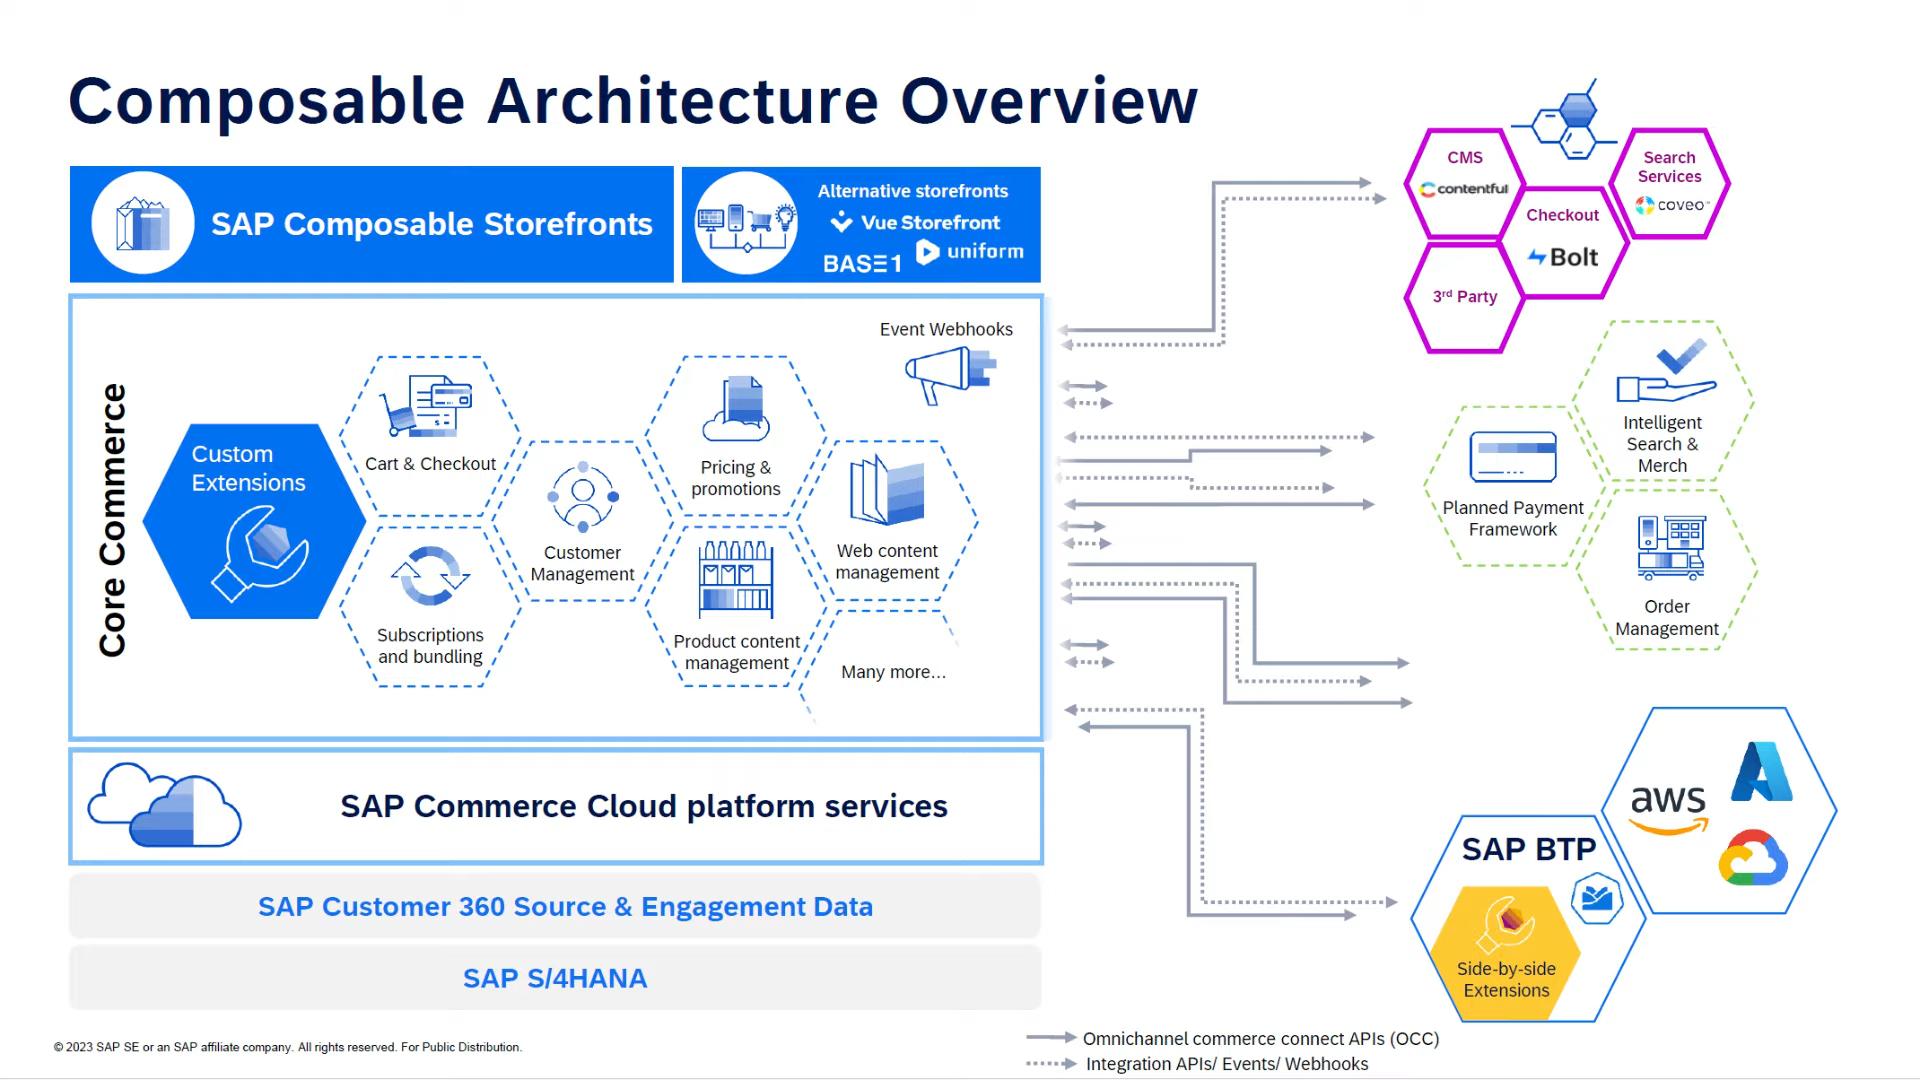 Composable Architecture Overview
SAP Composable Storefronts
Alternative storefronts
Vue Storefront
BASE1
uniform
CMS
contentful
Search
Services
coveo
Checkout
Bolt
3rd Party
Core Commerce
Event Webhooks
Custom
Extensions
Cart & Checkout
Subscriptions
and bundling
Customer
Management
Pricing &
promotions
Product content
management
Web content
management
Many more...
Intelligent
Search &
Merch
Planned Payment
Framework
Order
Management
SAP Commerce Cloud platform services
SAP Customer 360 Source & Engagement Data
SAP S/4HANA
aws
SAP BTP
Side-by-side
Extensions
© 2023 SAP SE or an SAP affiliate company. All rights reserved. For Public Distribution.
Omnichannel commerce connect APIs (OCC)
Integration APIs/ Events/ Webhooks